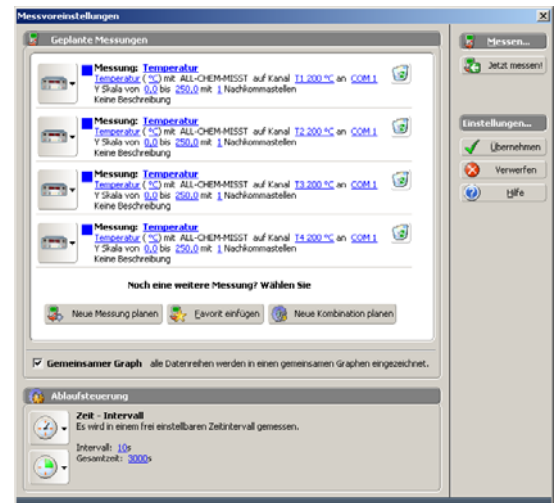 Messvoreinstellungen
Geplante Messungen
Messung: Temperatur
Temperatur ( °C) mit ALL-CHEM-MISST auf Kanal T1 200 °C an COM 1
Y Skala von 0,0 bis 250,0 mit 1 Nachkommastellen
Keine Beschreibung
Messung: Temperatur
Temperatur ( °C) mit ALL-CHEM-MISST auf Kanal T2 200 °C an COM 1
Y Skala von 0,0 bis 250,0 mit 1 Nachkommastellen
Keine Beschreibung
Messung: Temperatur
Temperatur ( °C) mit ALL-CHEM-MISST auf Kanal T3 200 °C an COM 1
Y Skala von 0,0 bis 250,0 mit 1 Nachkommastellen
Keine Beschreibung
Messung: Temperatur
Temperatur ( °C) mit ALL-CHEM-MISST auf Kanal T4 200 °C an COM 1
Y Skala von 0,0 bis 250,0 mit 1 Nachkommastellen
Keine Beschreibung
Noch eine weitere Messung? Wählen Sie
Neue Messung planen
Favorit einfügen
Neue Kombination planen
Gemeinsamer Graph alle Datenreihen werden in einen gemeinsamen Graphen eingezeichnet.
Ablaufsteuerung
Zeit - Intervall
Es wird in einem frei einstellbaren Zeitintervall gemessen.
Intervall: 10s
Gesamtzeit: 3000s
Messen...
Jetzt messen!
Einstellungen...
Übernehmen
Verwerfen
Hilfe